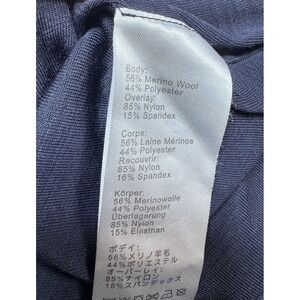 Body:
56% Merino Wool
44% Polyester
Overlay:
85% Nylon
15% Spandex
Corps:
56% Laine Mérinos
44% Polyester
Recouvrir:
85% Nylon
15% Spandex
Körper:
56% Merinowolle
44% Polyester
Überlagerung
85% Nylon
15% Elasthan
ボディ:
56%メリノ羊毛
44%ポリエステル
オーバーレイ:
85%ナイロン
15%スパンデックス